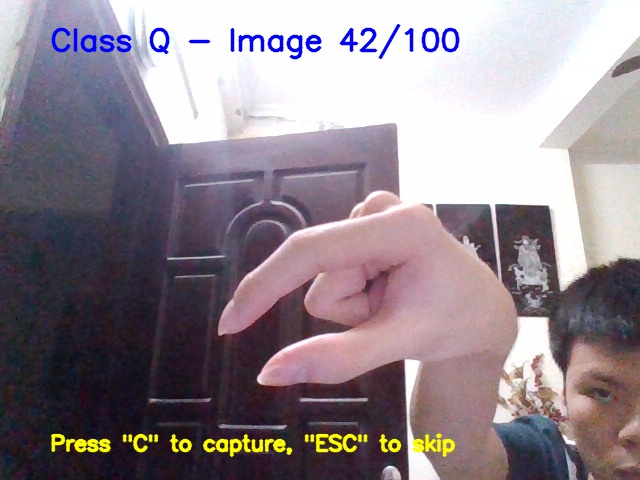 Class Q - Image 42/100
Press "C" to capture, "ESC" to skip